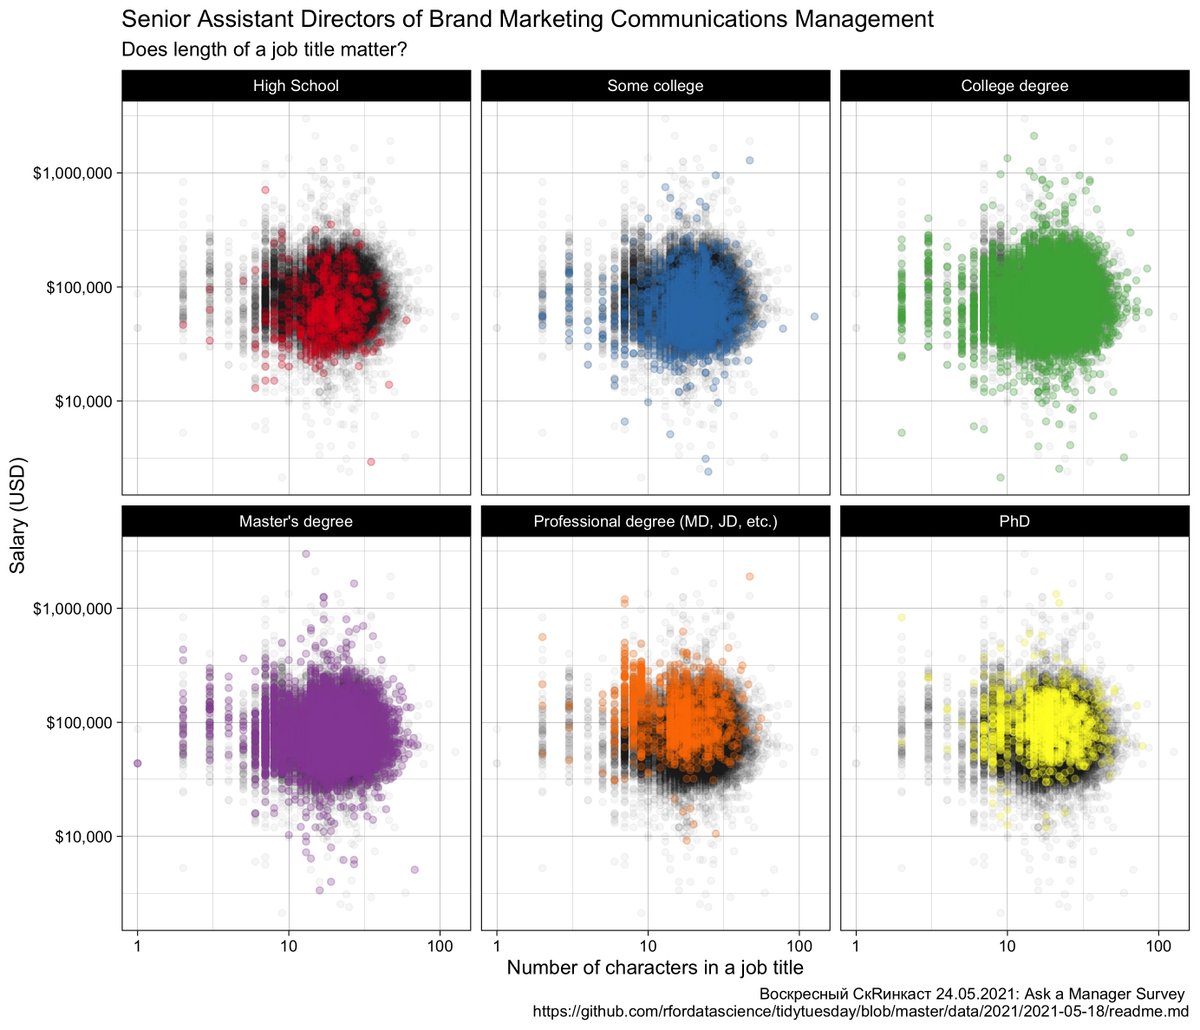 Senior Assistant Directors of Brand Marketing Communications Management
Does length of a job title matter?
High School
Some college
College degree
$1,000,000
$100,000
$10,000
Salary (USD)
Master's degree
Professional degree (MD, JD, etc.)
PhD
$1,000,000
$100,000
$10,000
1
10
100
1
10
100
1
10
100
Number of characters in a job title
Воскресный СкRинкаст 24.05.2021: Ask a Manager Survey
https://github.com/rfordatascience/tidytuesday/blob/master/data/2021/2021-05-18/readme.md